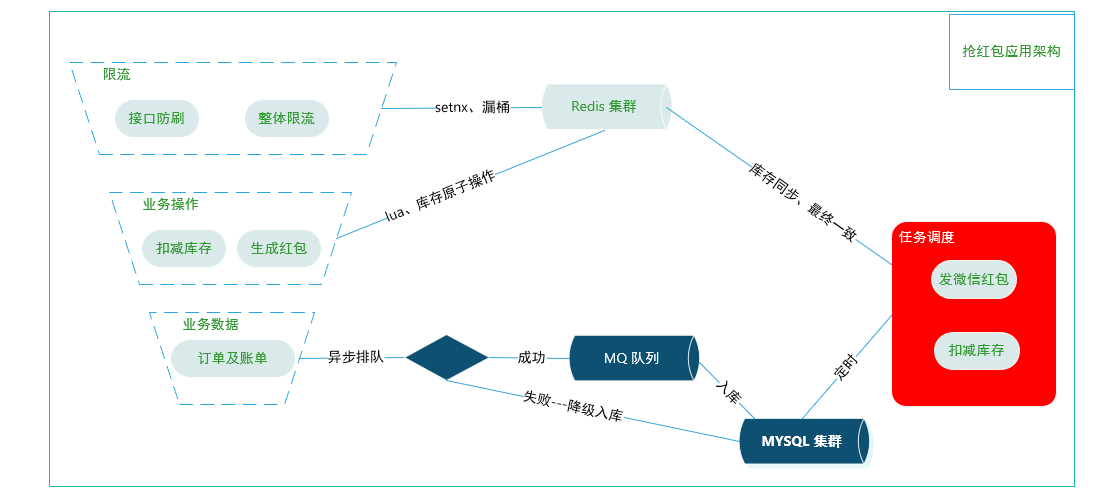 抢红包应用架构
限流
接口防刷
整体限流
setnx、漏桶
Redis 集群
lua、库存原子操作
库存同步、最终一致
业务操作
扣减库存
生成红包
任务调度
发微信红包
扣减库存
业务数据
订单及账单
异步排队
成功
MQ 队列
定时
入库
失败---降级入库
MYSQL 集群